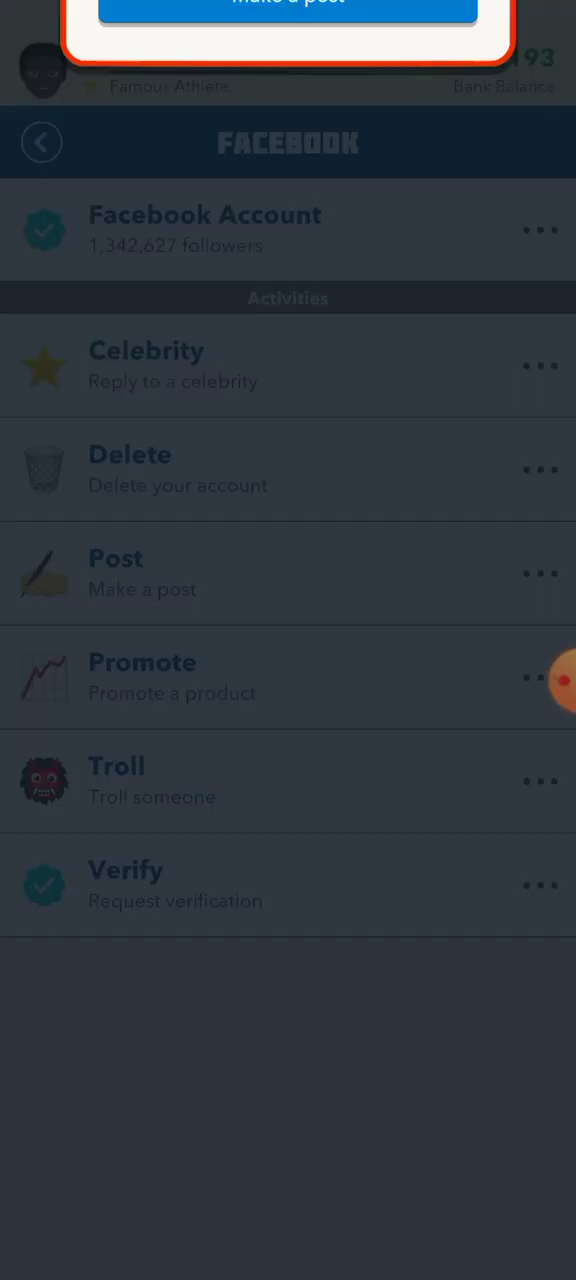 Make a post
193
Famous Athlete
Bank Balance
FACEBOOK
Facebook Account
1,342,627 followers
Activities
Celebrity
Reply to a celebrity
Delete
Delete your account
Post
Make a post
Promote
Promote a product
Troll
Troll someone
Verify
Request verification